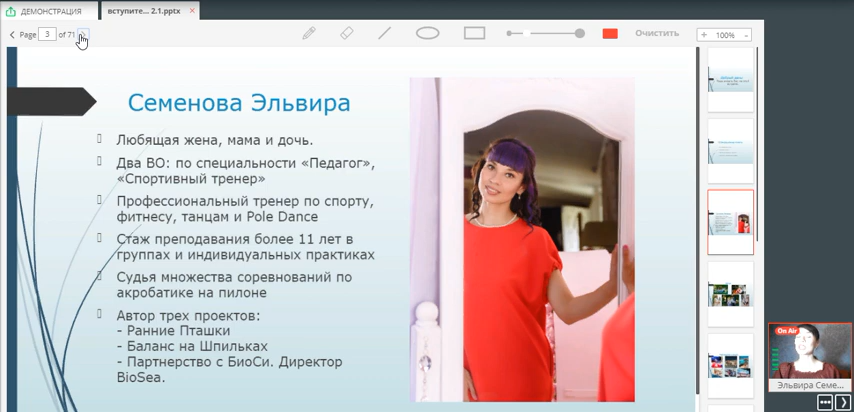 ДЕМОНСТРАЦИЯ
вступите... 2.1.pptx
Page 3 of 71
Очистить
100%
Семенова Эльвира
Любящая жена, мама и дочь.
Два ВО: по специальности «Педагог»,
«Спортивный тренер»
Профессиональный тренер по спорту,
фитнесу, танцам и Pole Dance
Стаж преподавания более 11 лет в
группах и индивидуальных практиках
Судья множества соревнований по
акробатике на пилоне
Автор трех проектов:
- Ранние Пташки
- Баланс на Шпильках
- Партнерство с БиоСи. Директор
BioSea.
On Air
Эльвира Семе...